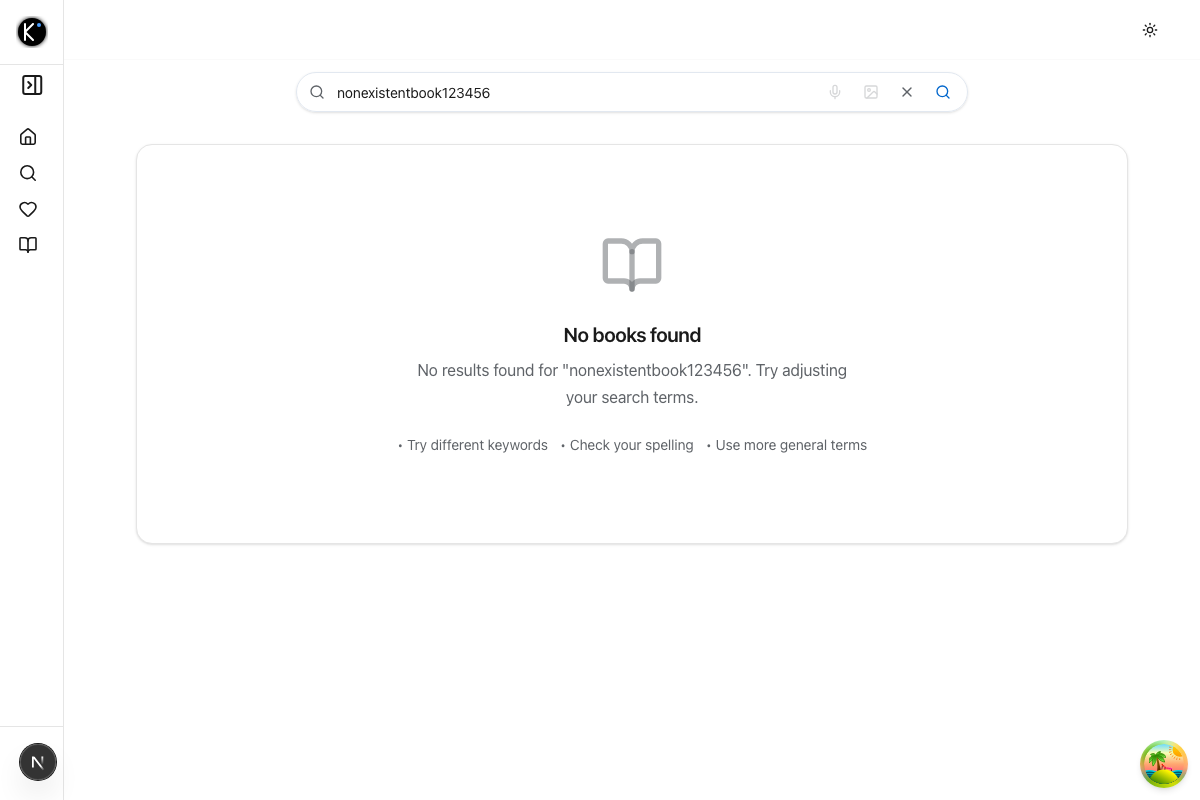 K
nonexistentbook123456
No books found
No results found for "nonexistentbook123456". Try adjusting
your search terms.
• Try different keywords • Check your spelling • Use more general terms
N